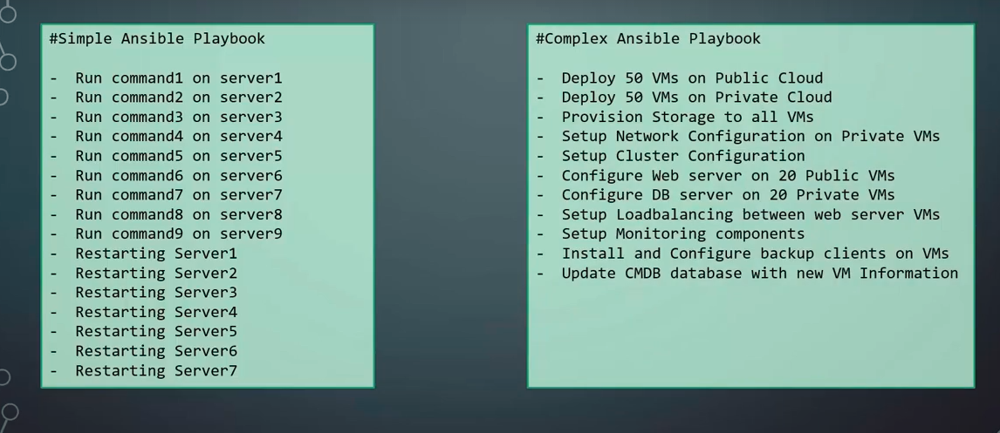 #Simple Ansible Playbook
- Run command1 on server1
- Run command2 on server2
- Run command3 on server3
- Run command4 on server4
- Run command5 on server5
- Run command6 on server6
- Run command7 on server7
- Run command8 on server8
- Run command9 on server9
- Restarting Server1
- Restarting Server2
- Restarting Server3
- Restarting Server4
- Restarting Server5
- Restarting Server6
- Restarting Server7
#Complex Ansible Playbook
- Deploy 50 VMs on Public Cloud
- Deploy 50 VMs on Private Cloud
- Provision Storage to all VMs
- Setup Network Configuration on Private VMs
- Setup Cluster Configuration
- Configure Web server on 20 Public VMs
- Configure DB server on 20 Private VMs
- Setup Loadbalancing between web server VMs
- Setup Monitoring components
- Install and Configure backup clients on VMs
- Update CMDB database with new VM Information